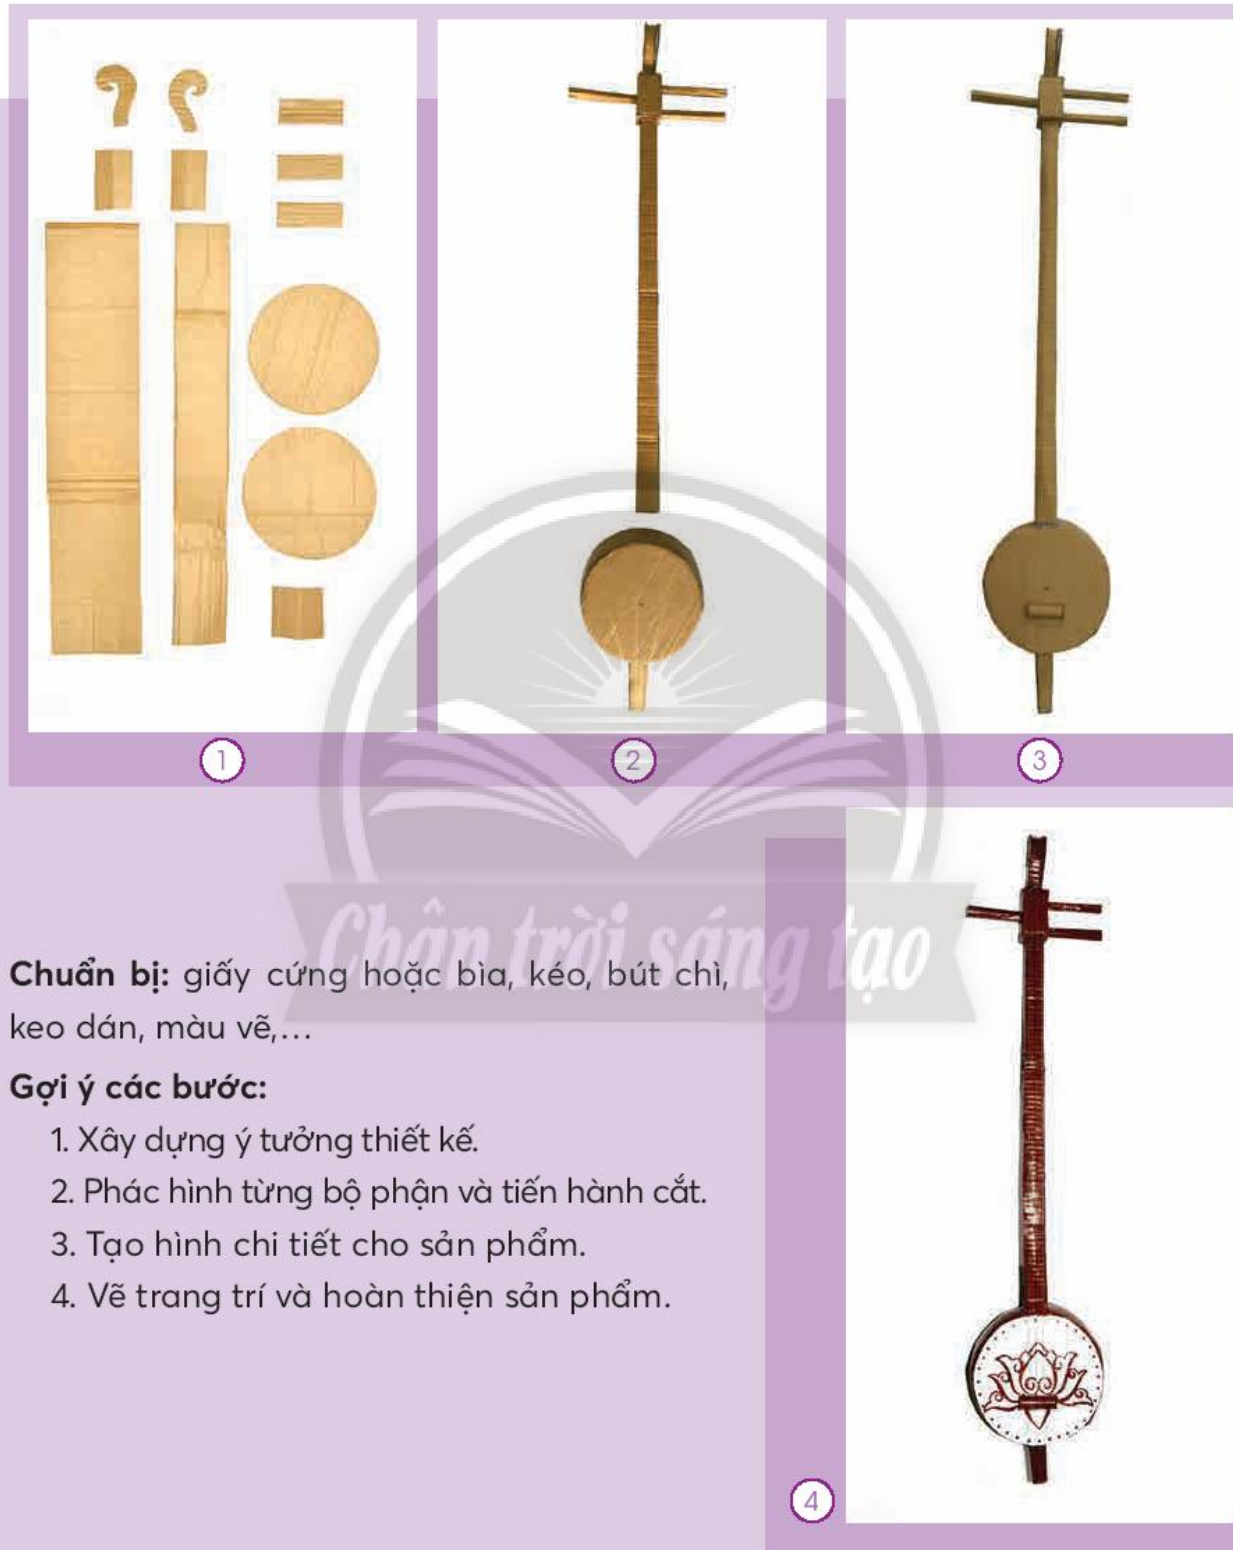 1
2
3
Chân trời sáng tạo
Chuẩn bị: giấy cứng hoặc bìa, kéo, bút chì,
keo dán, màu vẽ,...
Gợi ý các bước:
1. Xây dựng ý tưởng thiết kế.
2. Phác hình từng bộ phận và tiến hành cắt.
3. Tạo hình chi tiết cho sản phẩm.
4. Vẽ trang trí và hoàn thiện sản phẩm.
4